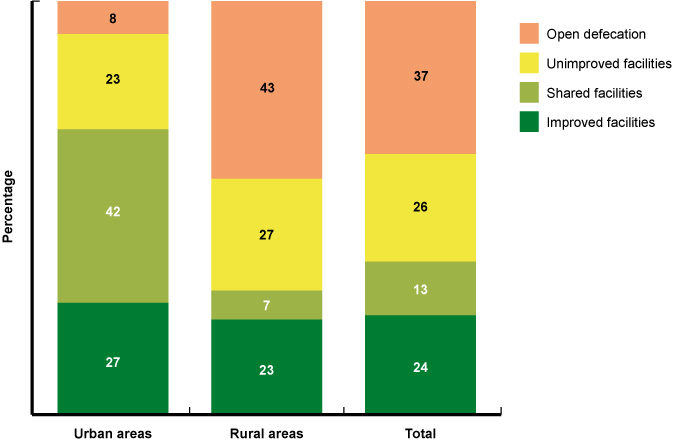 Percentage
8
23
42
27
43
27
7
23
37
26
13
24
Urban areas
Rural areas
Total
Open defecation
Unimproved facilities
Shared facilities
Improved facilities